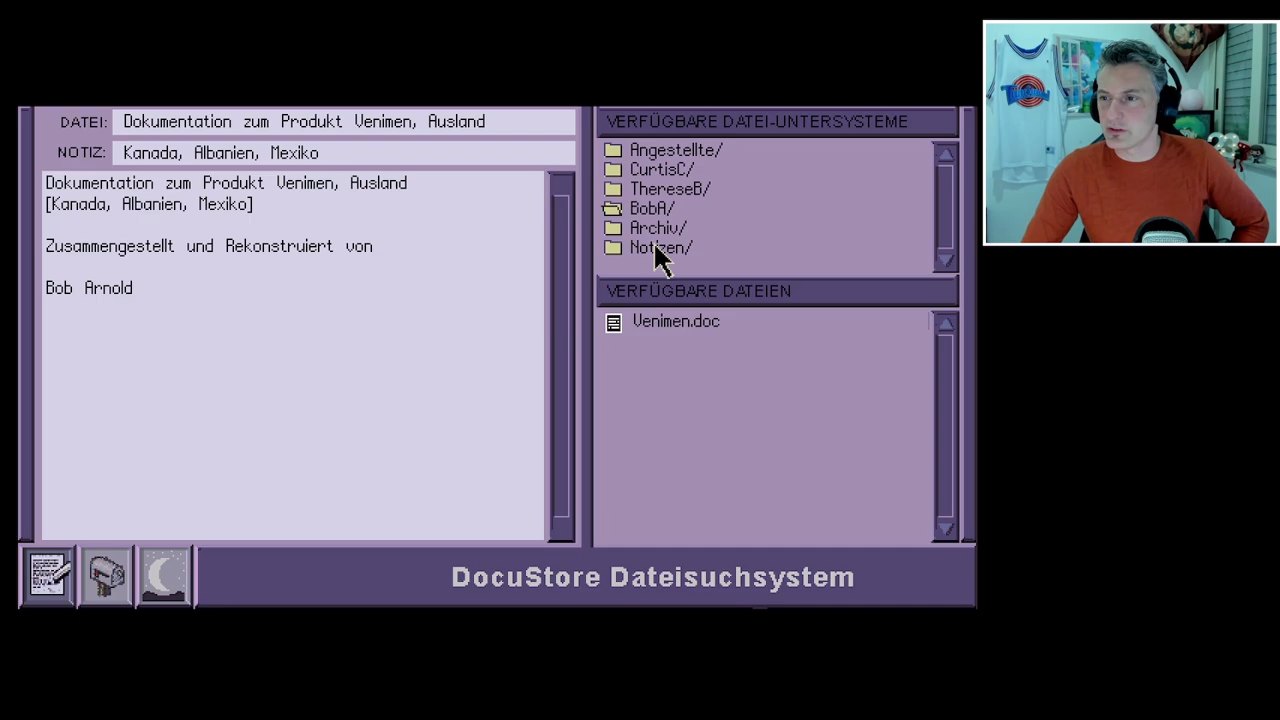 DATEI: Dokumentation zum Produkt Venimen, Ausland
NOTIZ: Kanada, Albanien, Mexiko
Dokumentation zum Produkt Venimen, Ausland
[Kanada, Albanien, Mexiko]
Zusammengestellt und Rekonstruiert von
Bob Arnold
VERFÜGBARE DATEI-UNTERSYSTEME
Angestellte/
CurtisC/
ThereseB/
BobA/
Archiv/
Notizen/
VERFÜGBARE DATEIEN
Venimen.doc
DocuStore Dateisuchsystem